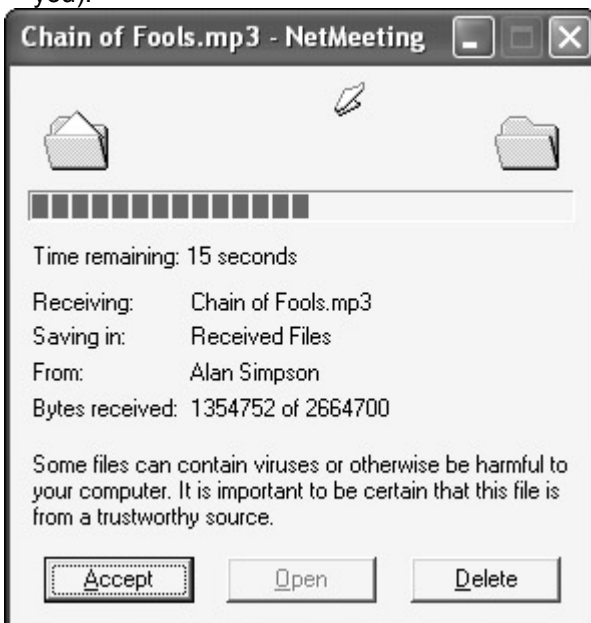 you).
Chain of Fools.mp3 - NetMeeting
Time remaining: 15 seconds
Receiving: Chain of Fools.mp3
Saving in: Received Files
From: Alan Simpson
Bytes received: 1354752 of 2664700
Some files can contain viruses or otherwise be harmful to
your computer. It is important to be certain that this file is
from a trustworthy source.
Accept Open Delete